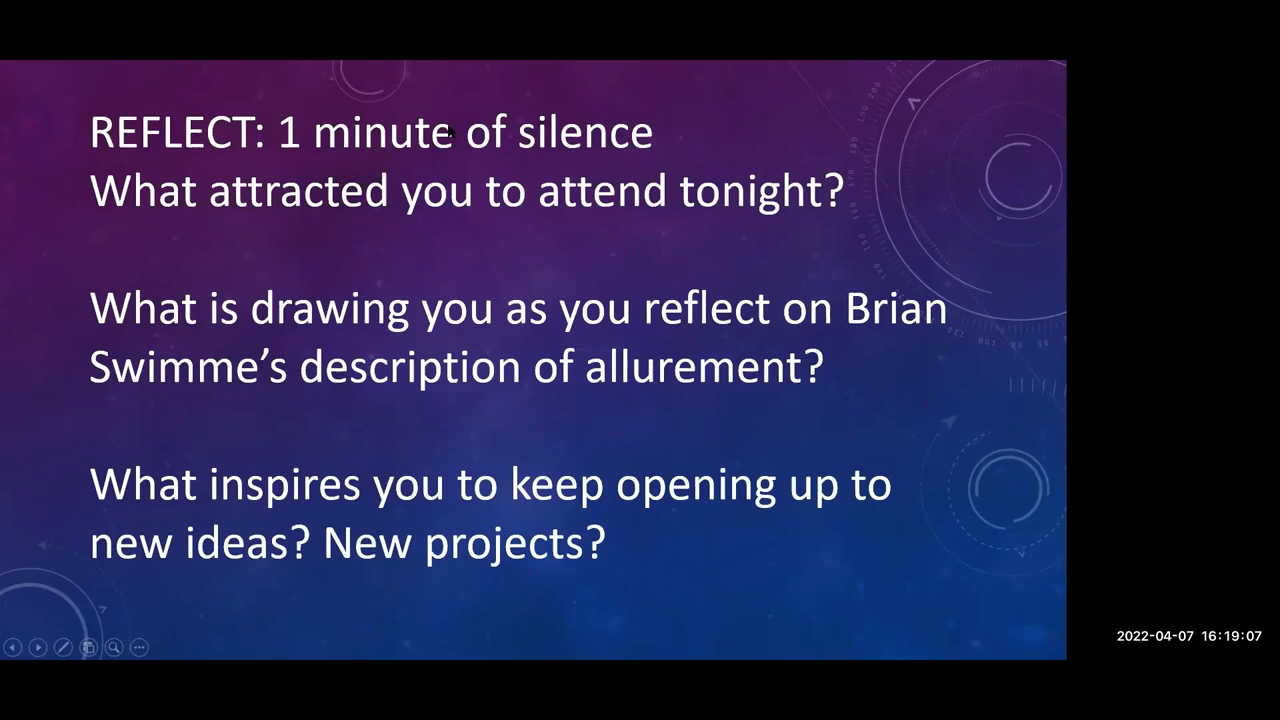 REFLECT: 1 minute of silence
What attracted you to attend tonight?
What is drawing you as you reflect on Brian
Swimme’s description of allurement?
What inspires you to keep opening up to
new ideas? New projects?
2022-04-07 16:19:07